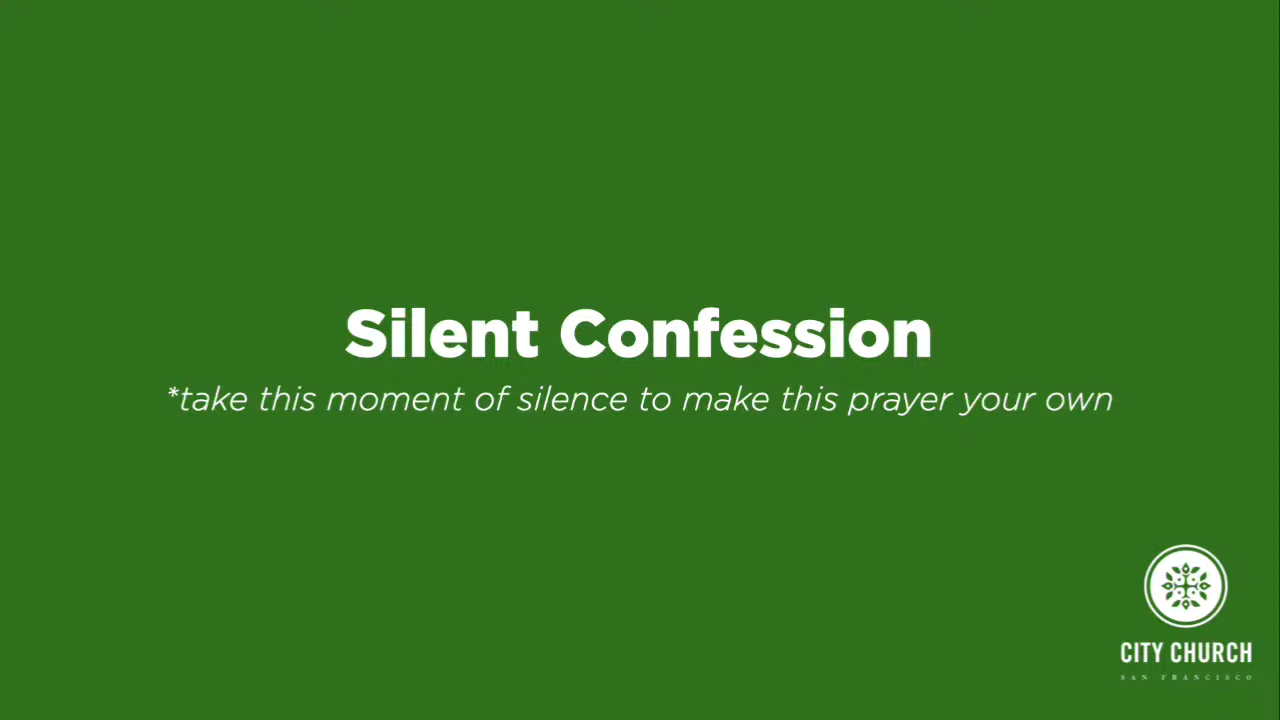 Silent Confession
*take this moment of silence to make this prayer your own
CITY CHURCH
SAN FRANCISCO